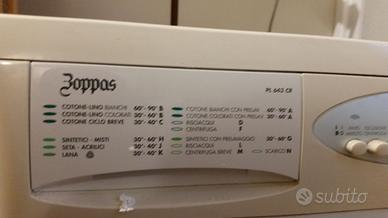 Zoppas
PL 642 CR
COTONE-LINO BIANCHI 60°-90° B
COTONE-LINO COLORATI 30°-60° B
COTONE CICLO BREVE 30°-40° C
SINTETICI - MISTI 30°-60 H
SETA - ACRILICI 30°-40 J
LANA 30°-40° K
COTONE BIANCHI CON PRELAV 60°-90° A
COTONE COLORATI CON PRELAV 30°-60° A
RISCIACQUI D
CENTRIFUGA F
SINTETICI CON PRELAVAGGIO 30°-60° G
RISCIACQUI L
CENTRIFUGA BREVE M
SCARICO N
subito